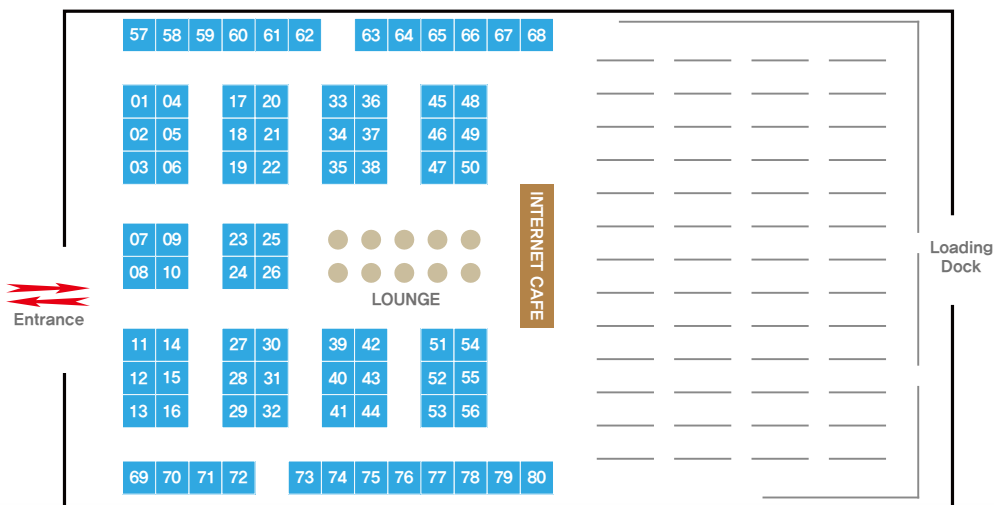 57 58 59 60 61 62 63 64 65 66 67 68
01 04 17 20 33 36 45 48
02 05 18 21 34 37 46 49
03 06 19 22 35 38 47 50
INTERNET CAFE
07 09 23 25
08 10 24 26
LOUNGE
Loading
Dock
Entrance
11 14 27 30 39 42 51 54
12 15 28 31 40 43 52 55
13 16 29 32 41 44 53 56
69 70 71 72 73 74 75 76 77 78 79 80